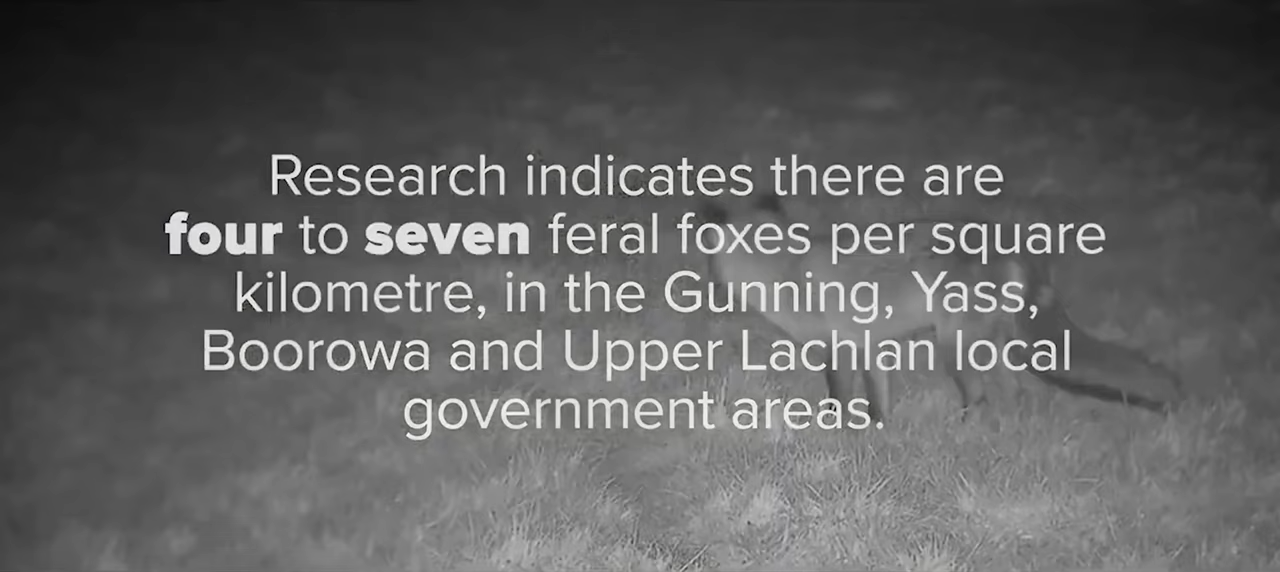 Research indicates there are
four to seven feral foxes per square
kilometre, in the Gunning, Yass,
Boorowa and Upper Lachlan local
government areas.